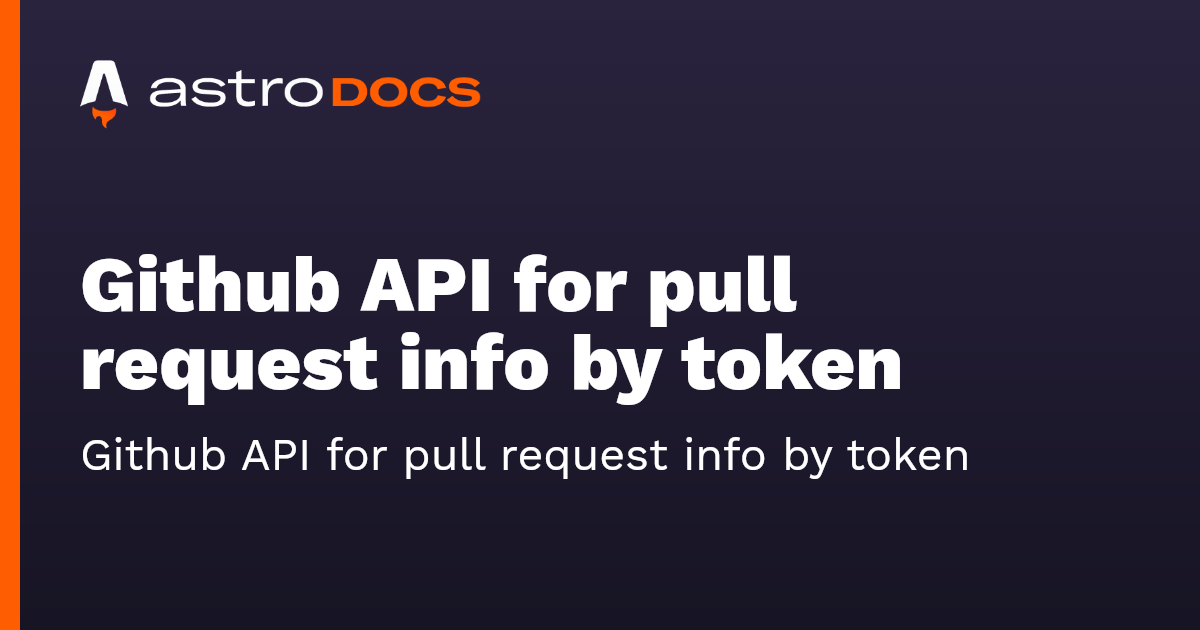 astro DOCS
Github API for pull
request info by token
Github API for pull request info by token